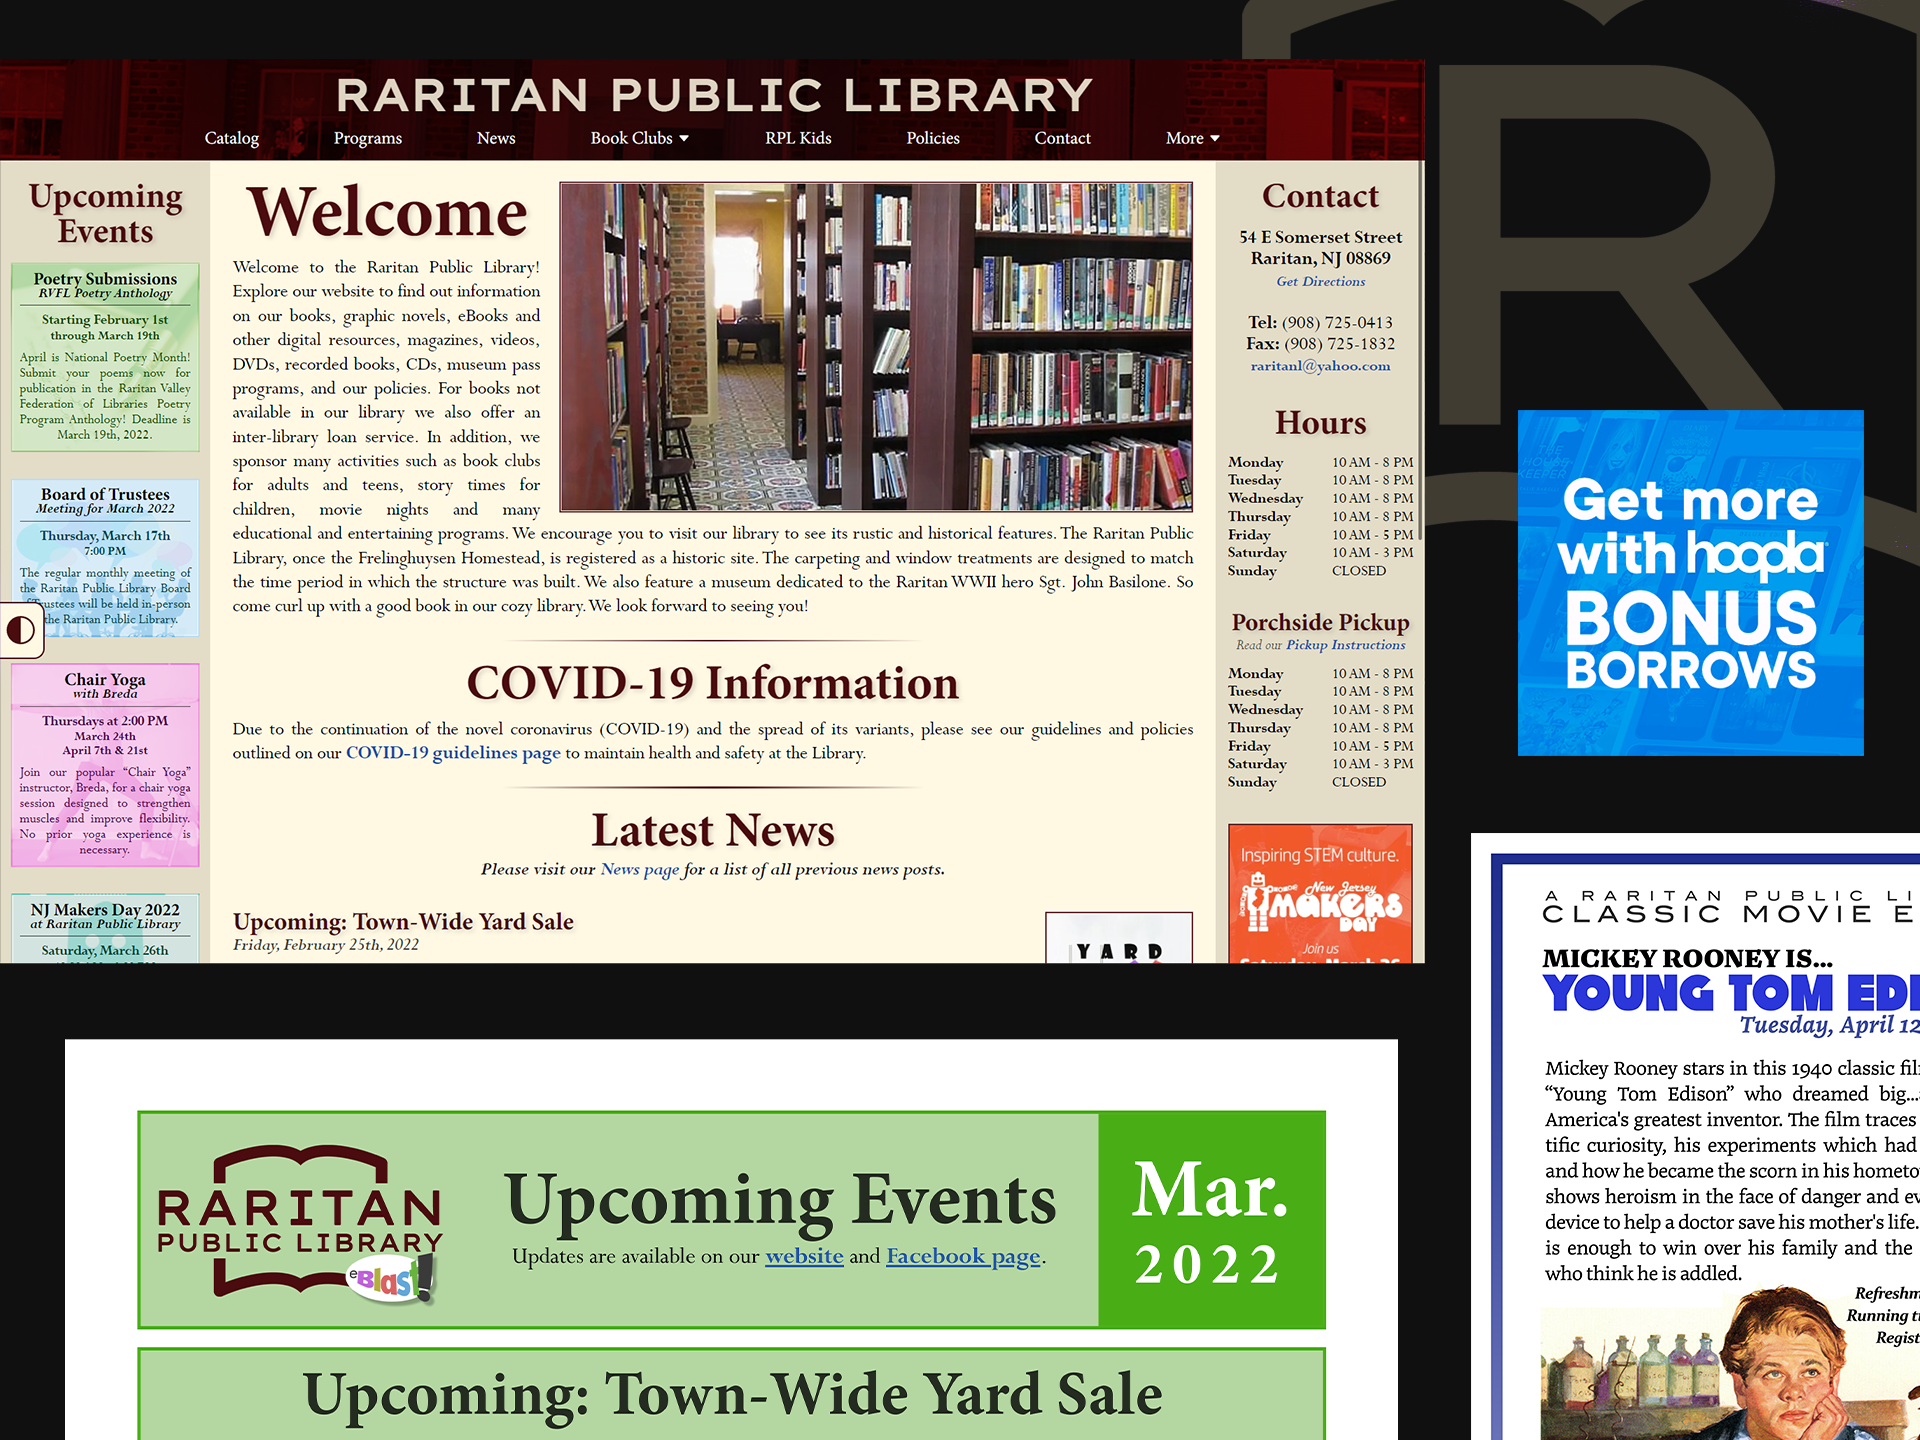 RARITAN PUBLIC LIBRARY
Catalog Programs News Book Clubs RPL Kids Policies Contact More
Upcoming
Events
Poetry Submissions
RVFL Poetry Anthology
Starting February 1st
through March 19th
April is National Poetry Month!
Submit your poems now for
publication in the Raritan Valley
Federation of Libraries Poetry
Program Anthology! Deadline is
March 19th, 2022.
Board of Trustees
Meeting for March 2022
Thursday, March 17th
7:00 PM
The regular monthly meeting of
the Raritan Public Library Board
of Trustees will be held in-person
the Raritan Public Library.
Chair Yoga
with Breda
Thursdays at 2:00 PM
March 24th
April 7th & 21st
Join our popular “Chair Yoga”
instructor, Breda, for a chair yoga
session designed to strengthen
muscles and improve flexibility.
No prior yoga experience is
necessary.
NJ Makers Day 2022
at Raritan Public Library
Saturday, March 26th
Welcome
Welcome to the Raritan Public Library!
Explore our website to find out information
on our books, graphic novels, eBooks and
other digital resources, magazines, videos,
DVDs, recorded books, CDs, museum pass
programs, and our policies. For books not
available in our library we also offer an
inter-library loan service. In addition, we
sponsor many activities such as book clubs
for adults and teens, story times for
children, movie nights and many
educational and entertaining programs. We encourage you to visit our library to see its rustic and historical features. The Raritan Public
Library, once the Frelinghuysen Homestead, is registered as a historic site. The carpeting and window treatments are designed to match
the time period in which the structure was built. We also feature a museum dedicated to the Raritan WWII hero Sgt. John Basilone. So
come curl up with a good book in our cozy library. We look forward to seeing you!
COVID-19 Information
Due to the continuation of the novel coronavirus (COVID-19) and the spread of its variants, please see our guidelines and policies
outlined on our COVID-19 guidelines page to maintain health and safety at the Library.
Latest News
Please visit our News page for a list of all previous news posts.
Upcoming: Town-Wide Yard Sale
Friday, February 25th, 2022
YARD
Contact
54 E Somerset Street
Raritan, NJ 08869
Get Directions
Tel: (908) 725-0413
Fax: (908) 725-1832
raritanl@yahoo.com
Hours
Monday 10 AM - 8 PM
Tuesday 10 AM - 8 PM
Wednesday 10 AM - 8 PM
Thursday 10 AM - 8 PM
Friday 10 AM - 5 PM
Saturday 10 AM - 3 PM
Sunday CLOSED
Porchside Pickup
Read our Pickup Instructions
Monday 10 AM - 8 PM
Tuesday 10 AM - 8 PM
Wednesday 10 AM - 8 PM
Thursday 10 AM - 8 PM
Friday 10 AM - 5 PM
Saturday 10 AM - 3 PM
Sunday CLOSED
Inspiring STEM culture.
New Jersey
MAKERS
DAY
Join us
Saturday, March 26
R
Get more
with hoopla
BONUS
BORROWS
A RARITAN PUBLIC LI
CLASSIC MOVIE E
MICKEY ROONEY IS...
YOUNG TOM EDI
Tuesday, April 12
Mickey Rooney stars in this 1940 classic fil
“Young Tom Edison” who dreamed big...
America's greatest inventor. The film traces
tific curiosity, his experiments which had
and how he became the scorn in his hometo
shows heroism in the face of danger and ev
device to help a doctor save his mother's life.
is enough to win over his family and the
who think he is addled.
Refreshm
Running ti
Regist
RARITAN
PUBLIC LIBRARY
eBlast!
Upcoming Events
Updates are available on our website and Facebook page.
Mar.
2022
Upcoming: Town-Wide Yard Sale